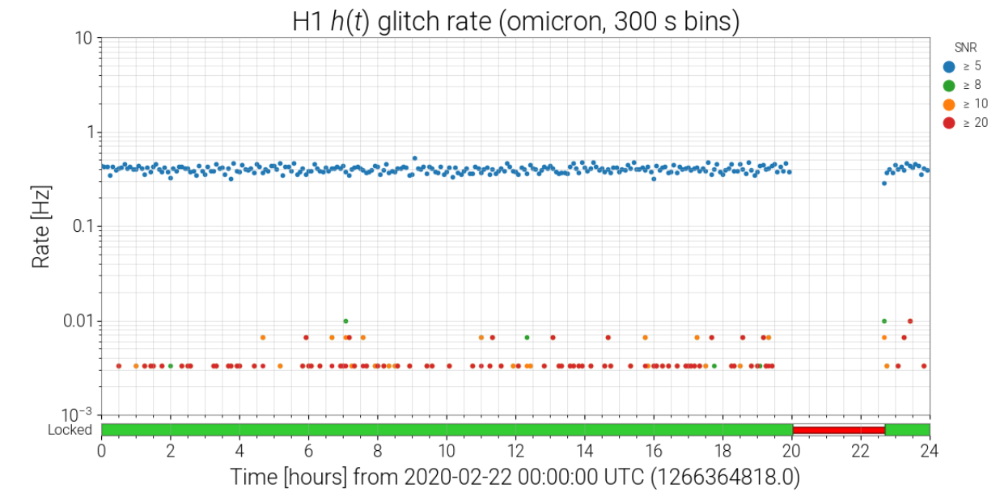 H1 h(t) glitch rate (omicron, 300 s bins)
SNR
≥ 5
≥ 8
≥ 10
≥ 20
Rate [Hz]
10
1
0.1
0.01
10⁻³
Locked
0 2 4 6 8 10 12 14 16 18 20 22 24
Time [hours] from 2020-02-22 00:00:00 UTC (1266364818.0)